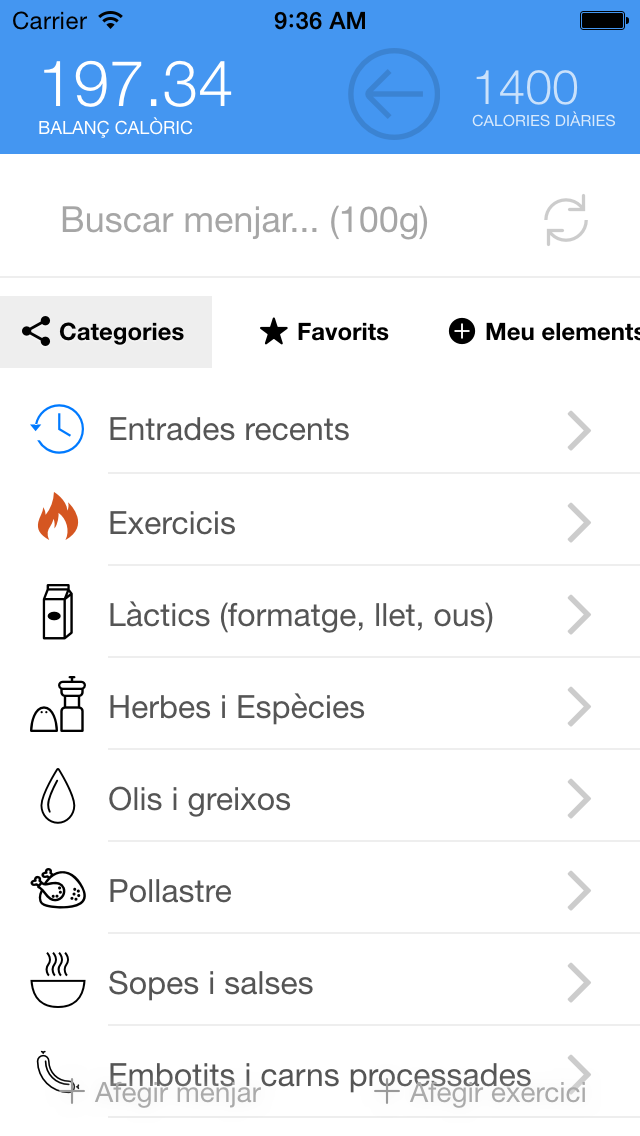 Carrier 9:36 AM
197.34 1400
BALANÇ CALÒRIC CALORIES DIÀRIES
Buscar menjar... (100g)
Categories Favorits Meu elements
Entrades recents
Exercicis
Làctics (formatge, llet, ous)
Herbes i Espècies
Olis i greixos
Pollastre
Sopes i salses
Embotits i carns processades
Afegir menjar Afegir exercici